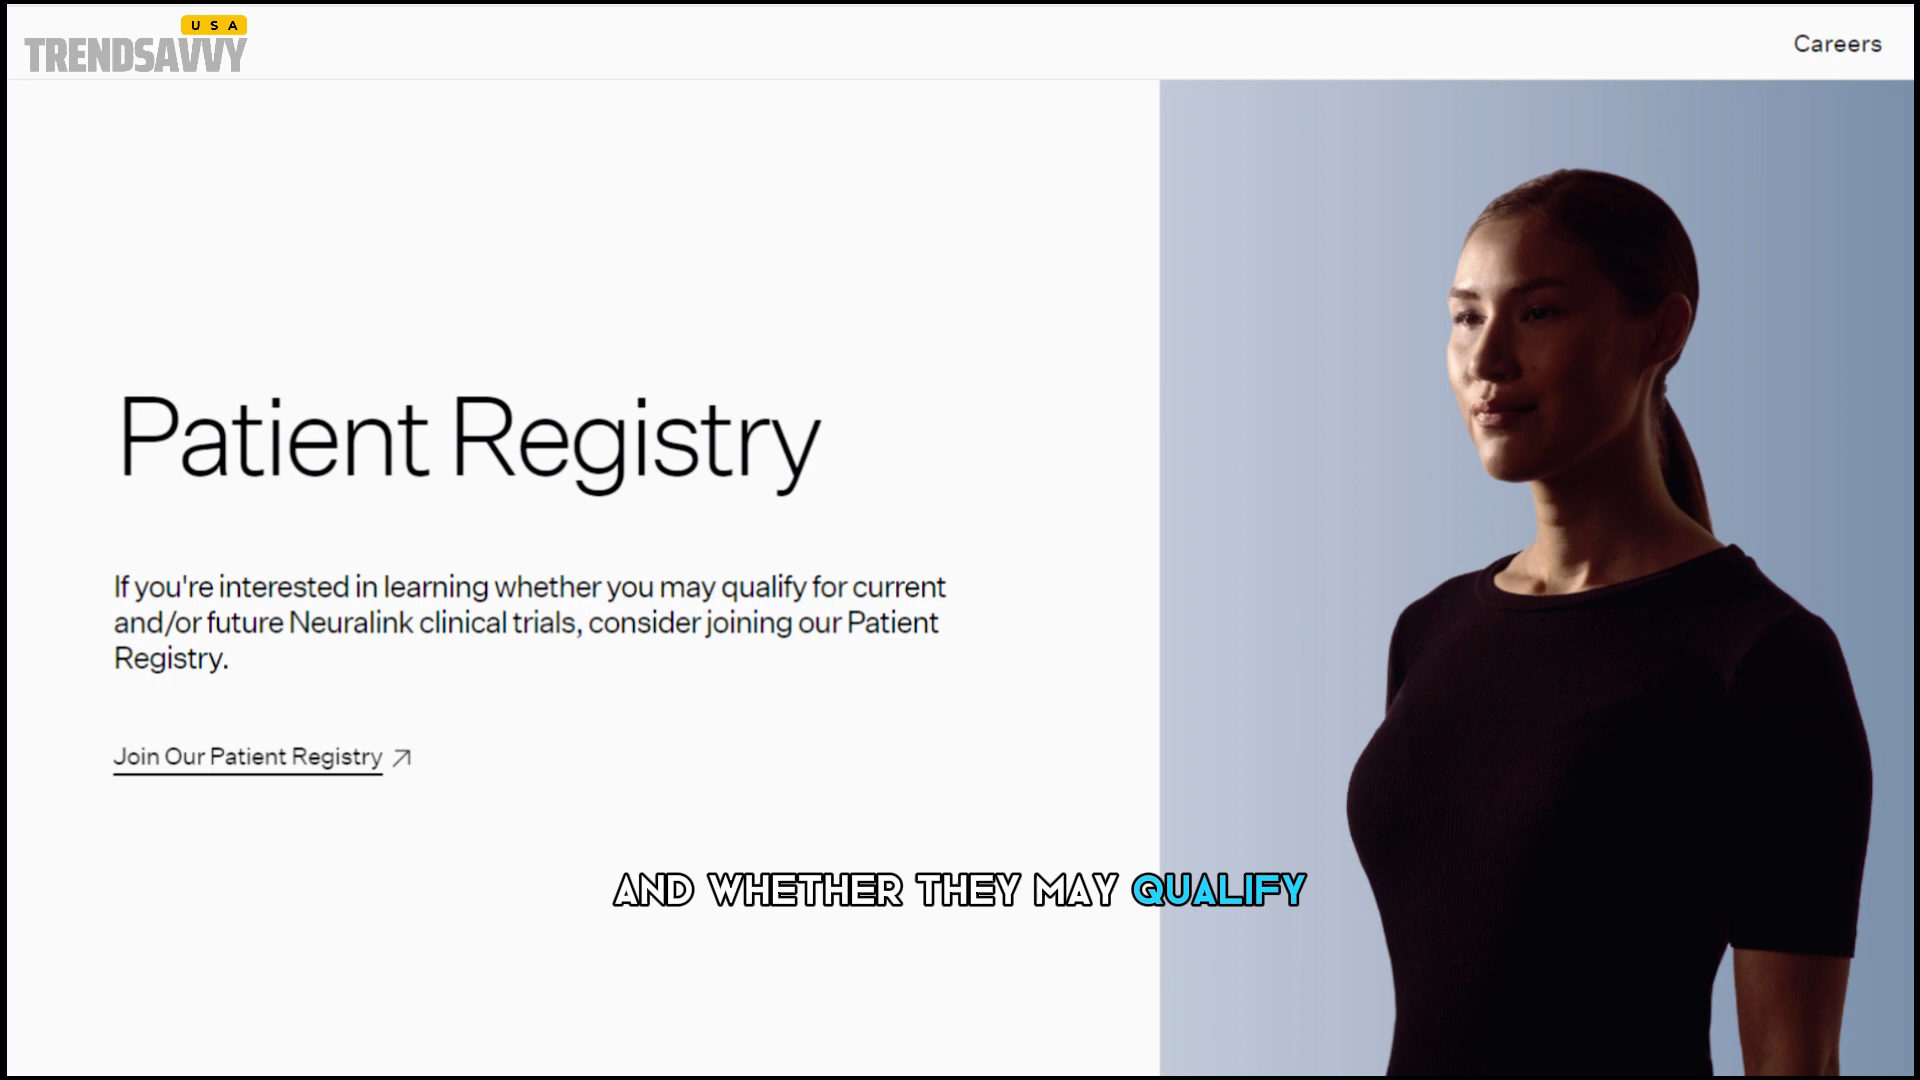 USA
TRENDSAVVY
Careers
Patient Registry
If you're interested in learning whether you may qualify for current
and/or future Neuralink clinical trials, consider joining our Patient
Registry.
Join Our Patient Registry
AND WHETHER THEY MAY QUALIFY